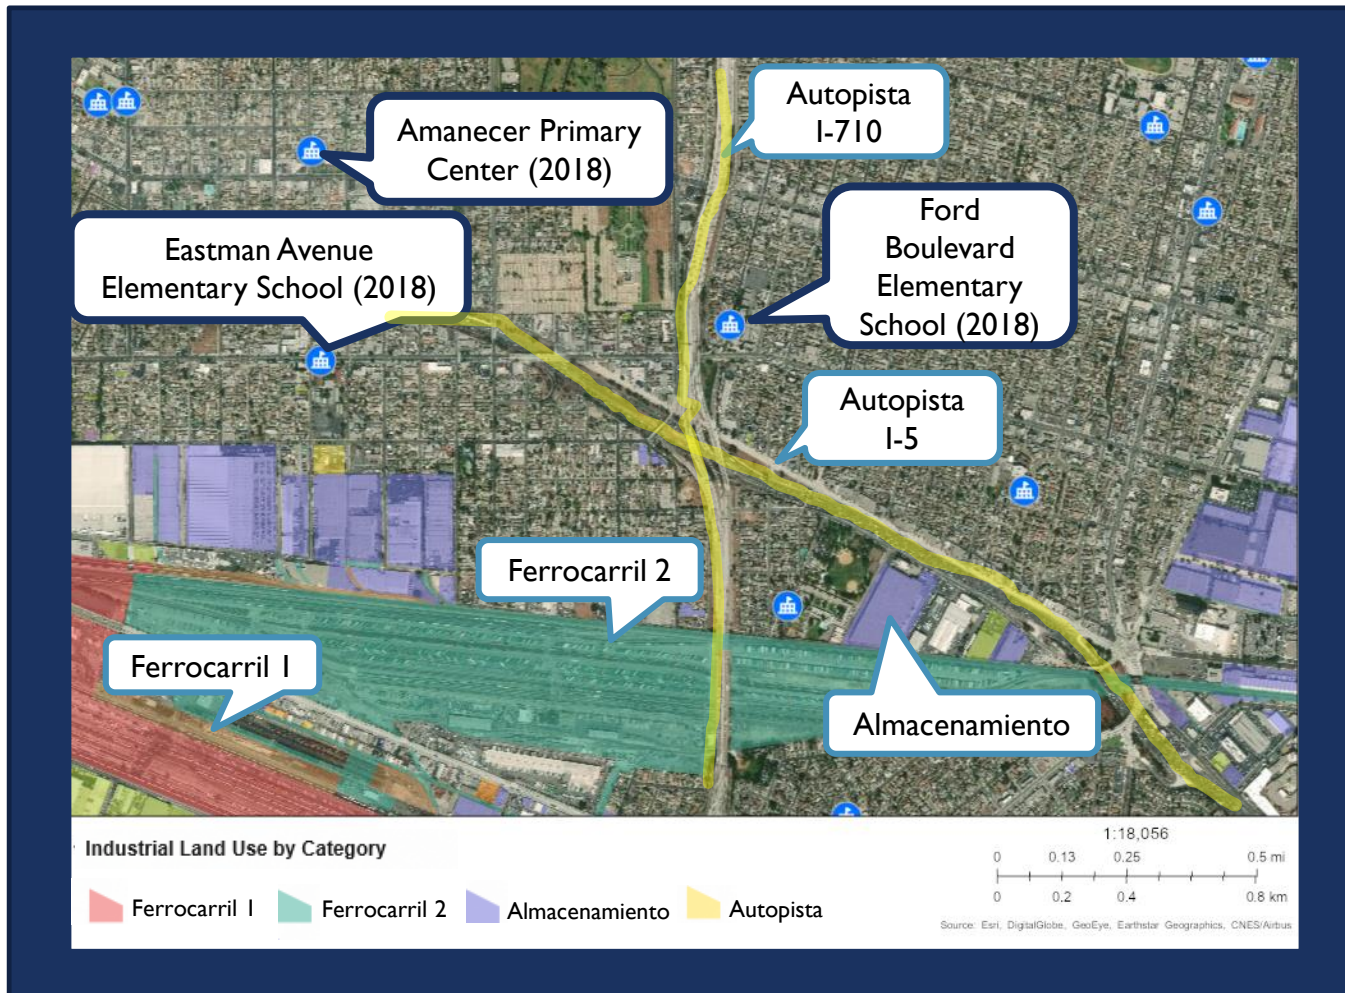 Autopista
I-710
Amanecer Primary
Center (2018)
Ford
Boulevard
Elementary
School (2018)
Eastman Avenue
Elementary School (2018)
Autopista
I-5
Ferrocarril 2
Ferrocarril 1
Almacenamiento
Industrial Land Use by Category
Ferrocarril 1
Ferrocarril 2
Almacenamiento
Autopista
1:18,056
0 0.13 0.25 0.5 mi
0 0.2 0.4 0.8 km
Source: Esri, DigitalGlobe, GeoEye, Earthstar Geographics, CNES/Airbus